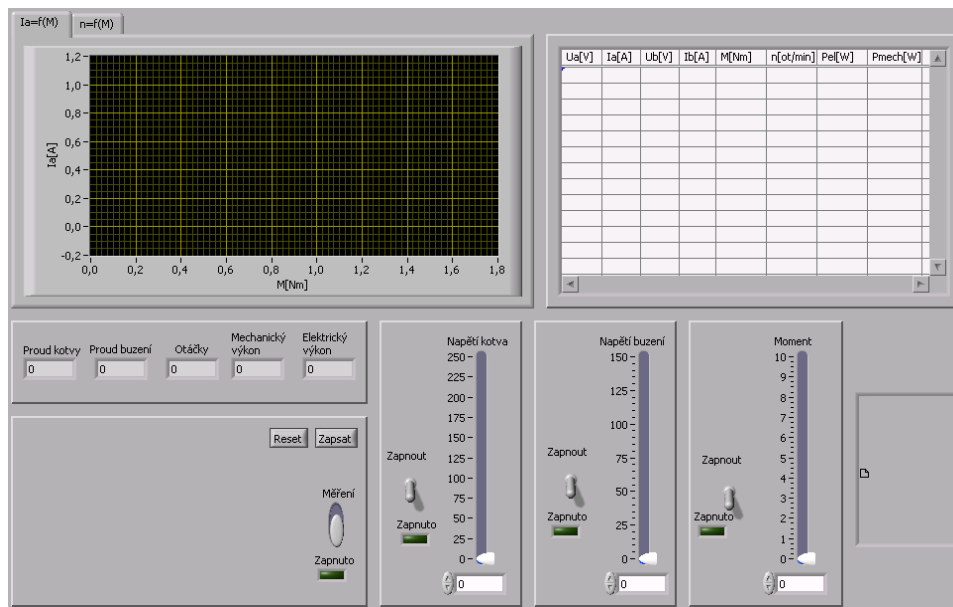 Ia=f(M) n=f(M)
1,2
1,0
0,8
0,6
0,4
0,2
0,0
-0,2
Ia[A]
0,0 0,2 0,4 0,6 0,8 1,0 1,2 1,4 1,6 1,8
M[Nm]
Ua[V] Ia[A] Ub[V] Ib[A] M[Nm] n[ot/min] Pel[W] Pmech[W]
Proud kotvy
0
Proud buzení
0
Otáčky
0
Mechanický
výkon
0
Elektrický
výkon
0
Reset Zapsat
Měření
Zapnuto
Napětí kotva
250
225
200
175
150
125
100
75
50
25
0
Zapnout
Zapnuto
0
Napětí buzení
150
125
100
75
50
25
0
Zapnout
Zapnuto
0
Moment
10
9
8
7
6
5
4
3
2
1
0
Zapnout
Zapnuto
0